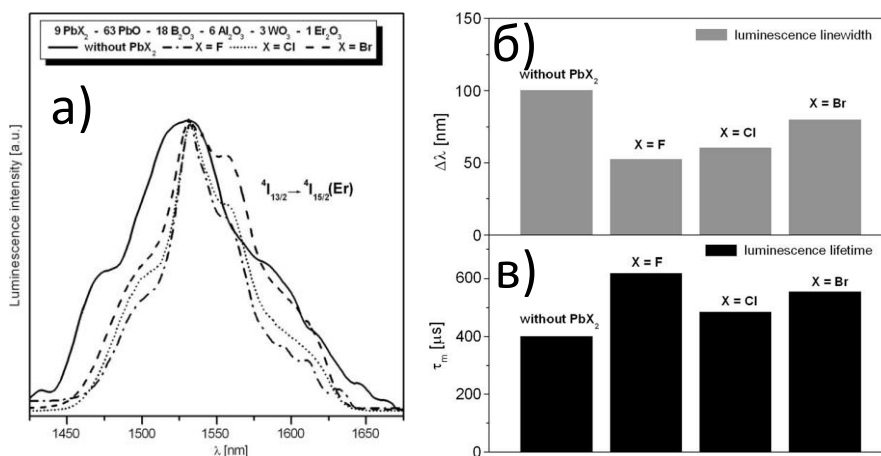 9 PbX₂ - 63 PbO - 18 B₂O₃ - 6 Al₂O₃ - 3 WO₃ - 1 Er₂O₃
without PbX₂ X = F X = Cl X = Br
а)
⁴I₁₃/₂→⁴I₁₅/₂(Er)
Luminescence intensity [a.u.]
1450 1500 1550 1600 1650
λ [nm]
б)
luminescence linewidth
without PbX₂
X = F
X = Cl
X = Br
Δλ [nm]
150
100
50
0
в)
luminescence lifetime
without PbX₂
X = F
X = Cl
X = Br
τₘ [μs]
600
400
200
0